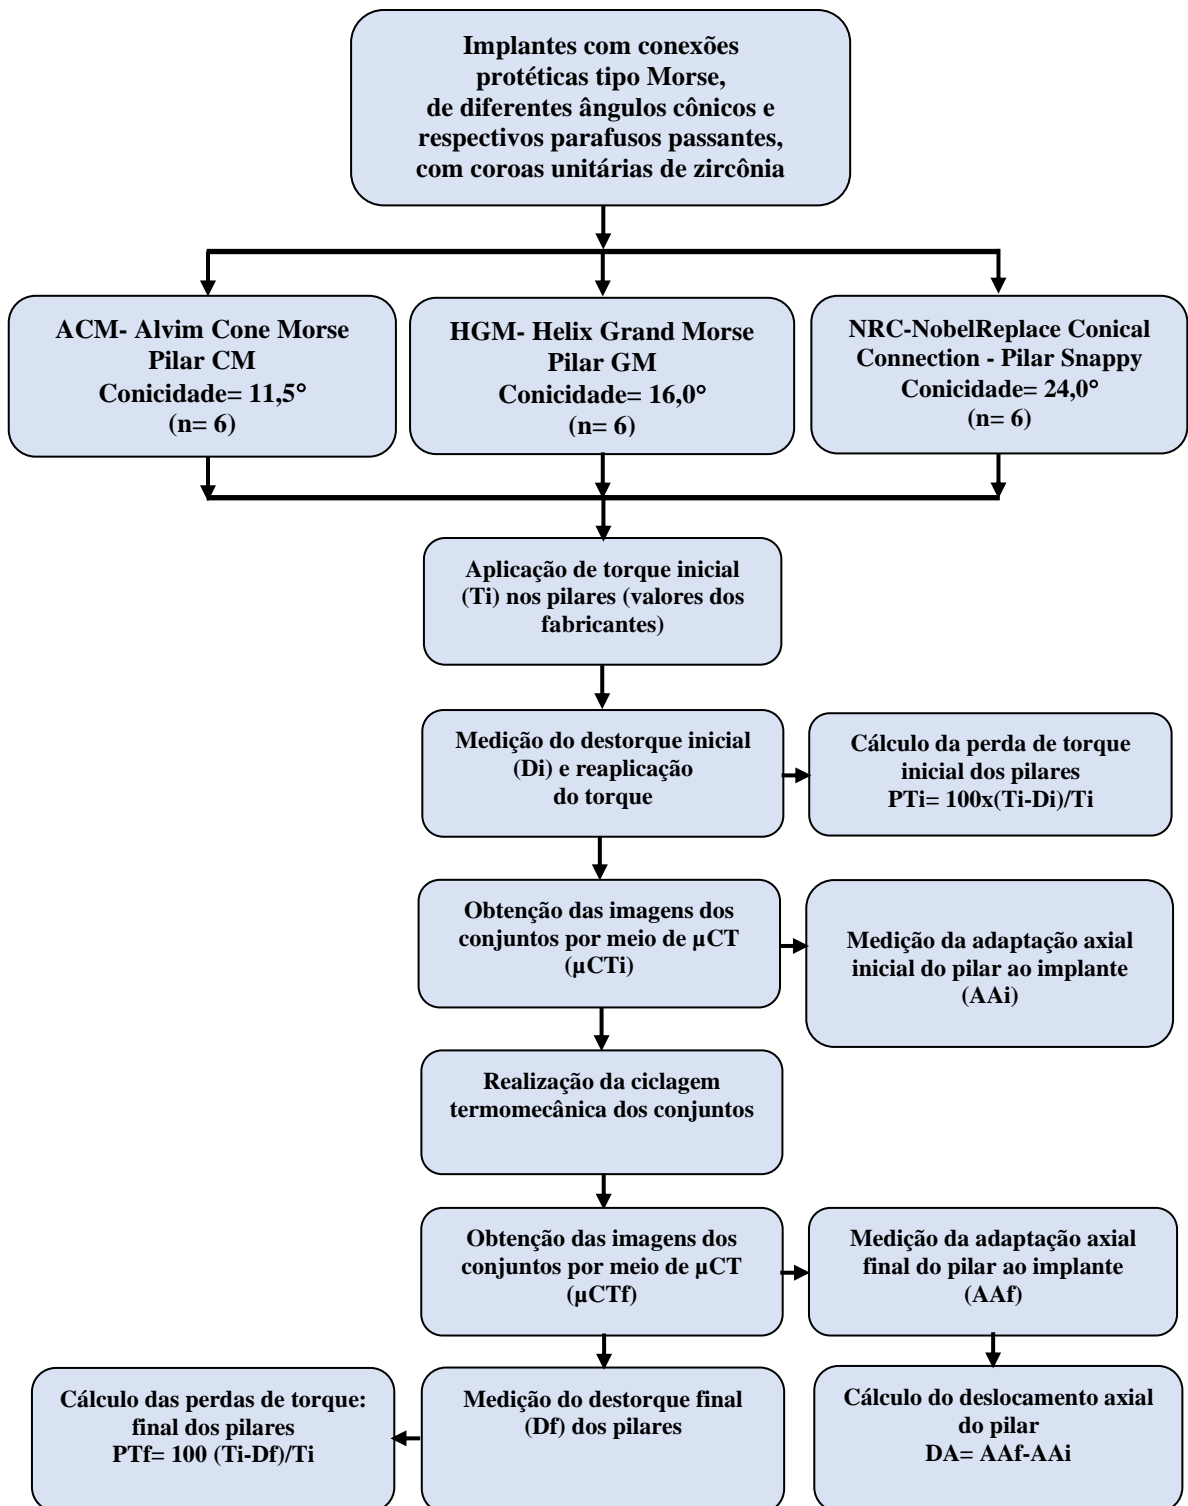 Implantes com conexões
protéticas tipo Morse,
de diferentes ângulos cônicos e
respectivos parafusos passantes,
com coroas unitárias de zircônia
ACM- Alvim Cone Morse
Pilar CM
Conicidade= 11,5°
(n= 6)
HGM- Helix Grand Morse
Pilar GM
Conicidade= 16,0°
(n= 6)
NRC-NobelReplace Conical
Connection - Pilar Snappy
Conicidade= 24,0°
(n= 6)
Aplicação de torque inicial
(Ti) nos pilares (valores dos
fabricantes)
Medição do destorque inicial
(Di) e reaplicação
do torque
Cálculo da perda de torque
inicial dos pilares
PTi= 100x(Ti-Di)/Ti
Obtenção das imagens dos
conjuntos por meio de µCT
(µCTi)
Medição da adaptação axial
inicial do pilar ao implante
(AAi)
Realização da ciclagem
termomecânica dos conjuntos
Obtenção das imagens dos
conjuntos por meio de µCT
(µCTf)
Medição da adaptação axial
final do pilar ao implante
(AAf)
Cálculo das perdas de torque:
final dos pilares
PTf= 100 (Ti-Df)/Ti
Medição do destorque final
(Df) dos pilares
Cálculo do deslocamento axial
do pilar
DA= AAf-AAi